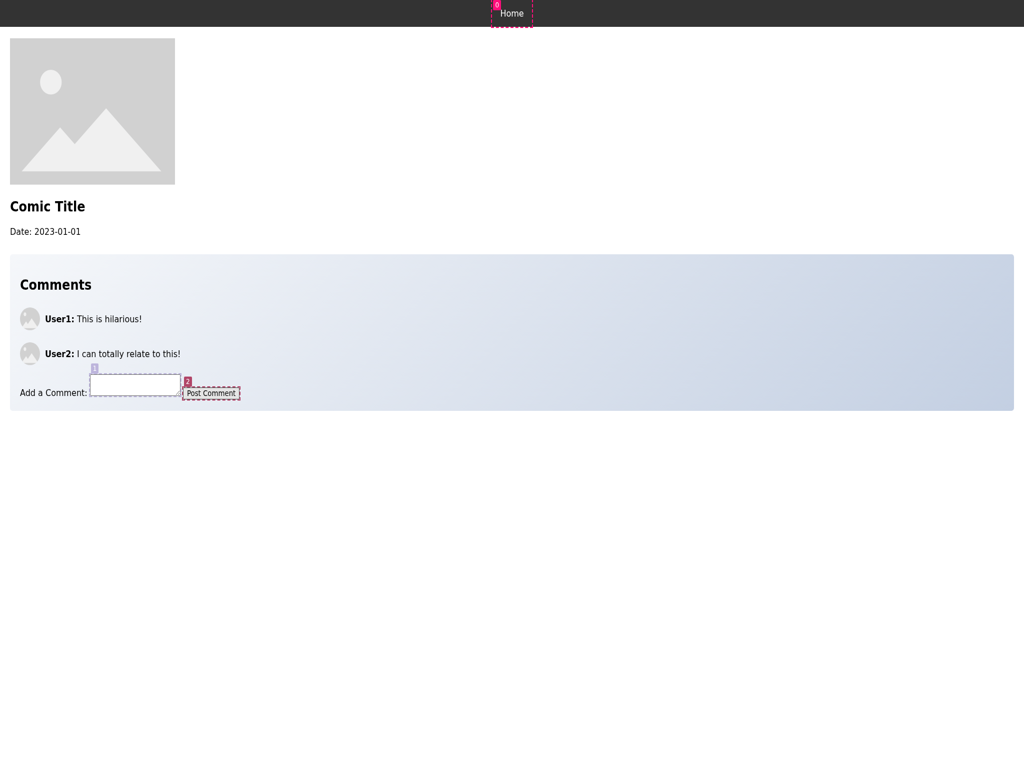 0
Home
Comic Title
Date: 2023-01-01
Comments
User1: This is hilarious!
User2: I can totally relate to this!
1
2
Add a Comment: Post Comment